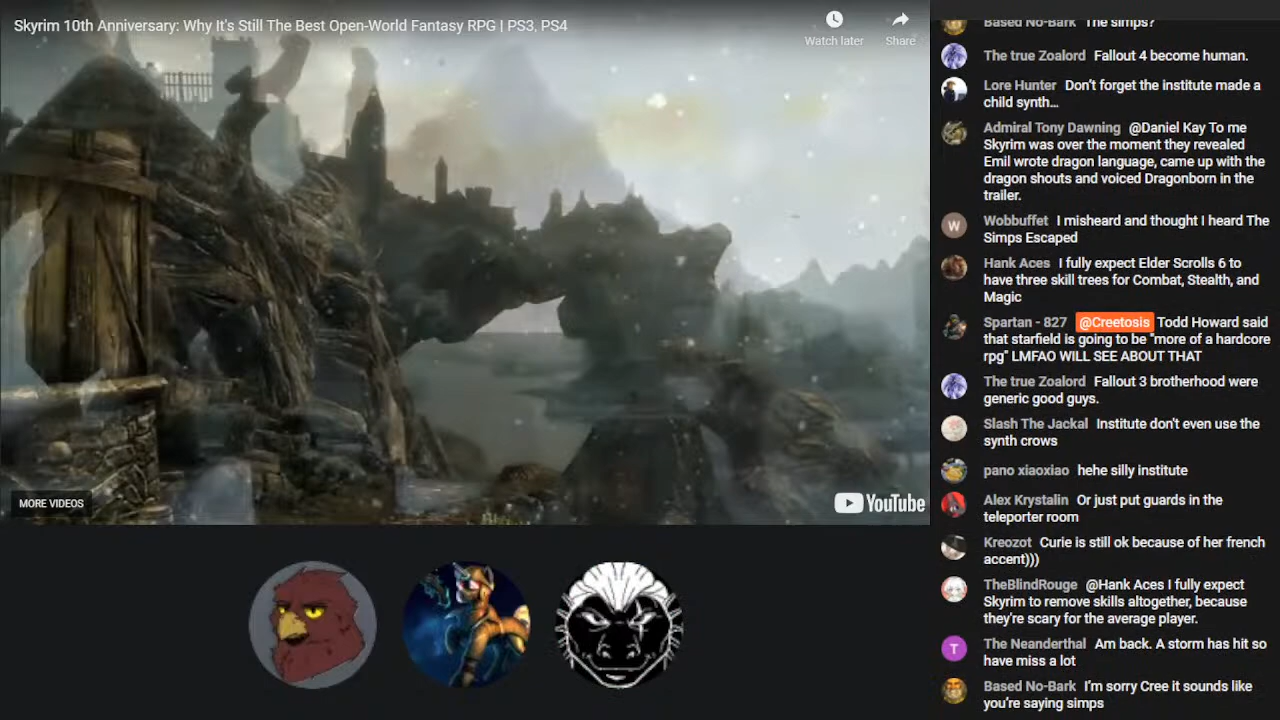 Skyrim 10th Anniversary: Why It's Still The Best Open-World Fantasy RPG | PS3, PS4
Watch later
Share
MORE VIDEOS
YouTube
Based No-Bark The simps?
The true Zoalord Fallout 4 become human.
Lore Hunter Don't forget the institute made a
child synth...
Admiral Tony Dawning @Daniel Kay To me
Skyrim was over the moment they revealed
Emil wrote dragon language, came up with the
dragon shouts and voiced Dragonborn in the
trailer.
W
Wobbuffet I misheard and thought I heard The
Simps Escaped
Hank Aces I fully expect Elder Scrolls 6 to
have three skill trees for Combat, Stealth, and
Magic
Spartan - 827 @Creetosis Todd Howard said
that starfield is going to be "more of a hardcore
rpg" LMFAO WILL SEE ABOUT THAT
The true Zoalord Fallout 3 brotherhood were
generic good guys.
Slash The Jackal Institute don't even use the
synth crows
pano xiaoxiao hehe silly institute
Alex Krystalin Or just put guards in the
teleporter room
Kreozot Curie is still ok because of her french
accent)))
TheBlindRouge @Hank Aces I fully expect
Skyrim to remove skills altogether, because
they're scary for the average player.
T
The Neanderthal Am back. A storm has hit so
have miss a lot
Based No-Bark I'm sorry Cree it sounds like
you're saying simps